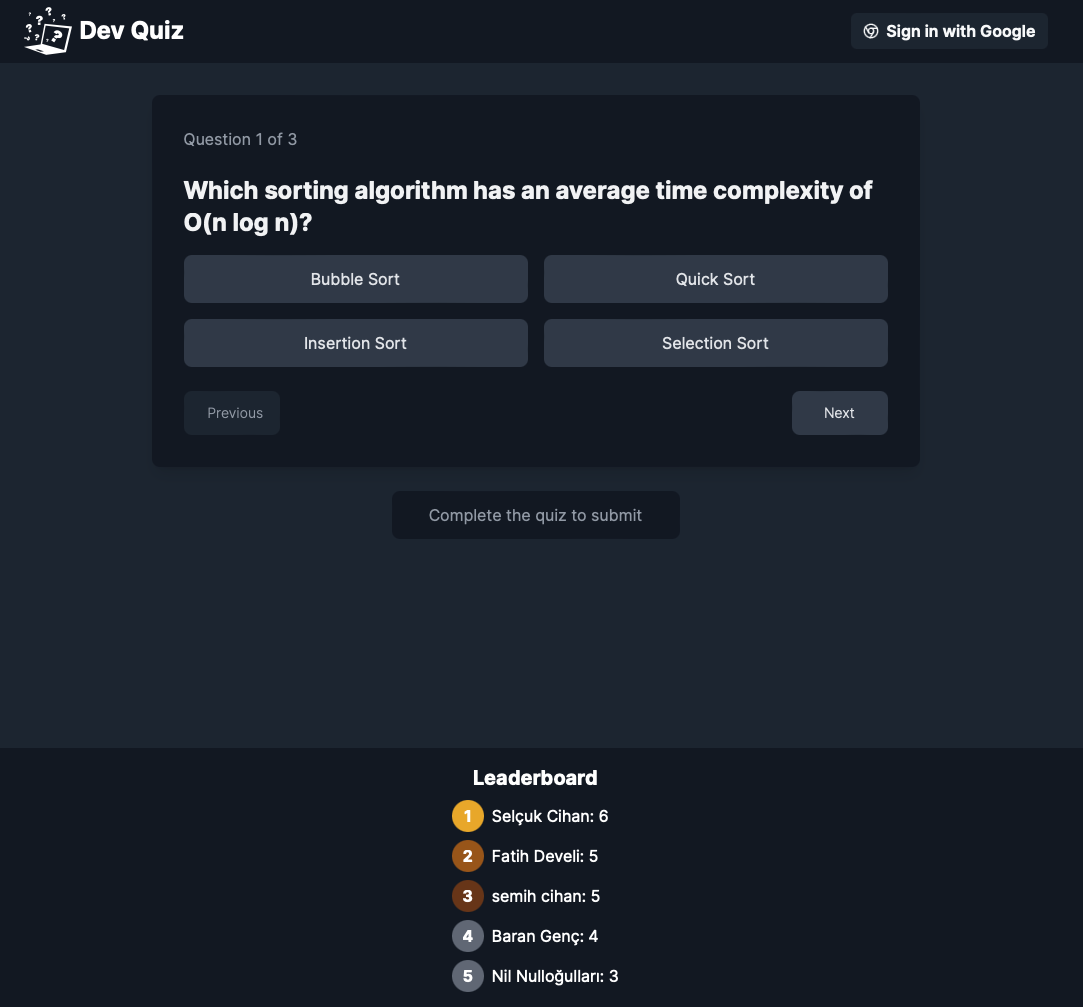 Dev Quiz
Sign in with Google
Question 1 of 3
Which sorting algorithm has an average time complexity of
O(n log n)?
Bubble Sort
Quick Sort
Insertion Sort
Selection Sort
Previous
Next
Complete the quiz to submit
Leaderboard
1 Selçuk Cihan: 6
2 Fatih Develi: 5
3 semih cihan: 5
4 Baran Genç: 4
5 Nil Nulloğulları: 3